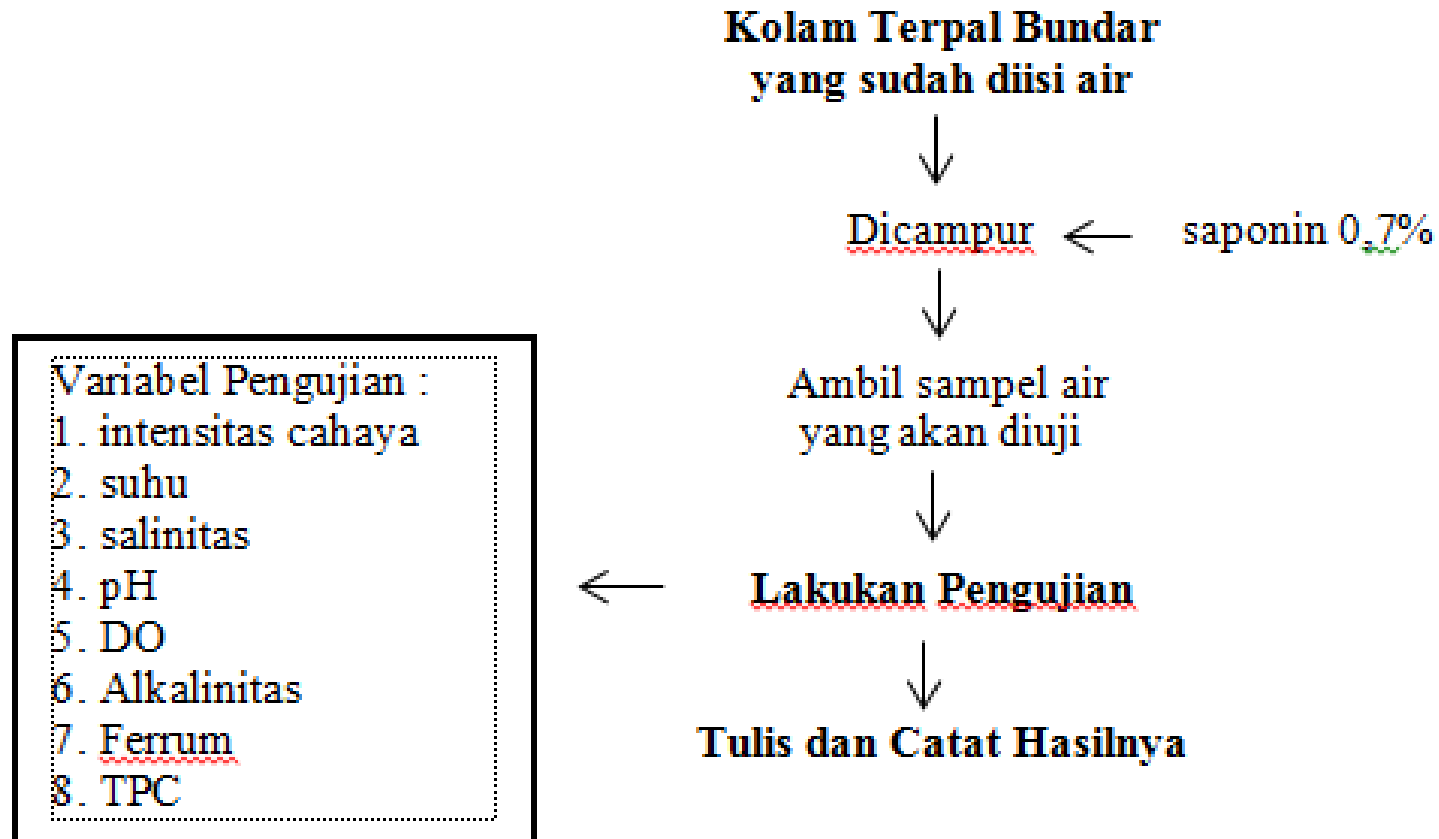 Kolam Terpal Bundar
yang sudah diisi air
Dicampur
saponin 0,7%
Ambil sampel air
yang akan diuji
Lakukan Pengujian
Variabel Pengujian :
1. intensitas cahaya
2. suhu
3. salinitas
4. pH
5. DO
6. Alkalinitas
7. Ferrum
8. TPC
Tulis dan Catat Hasilnya